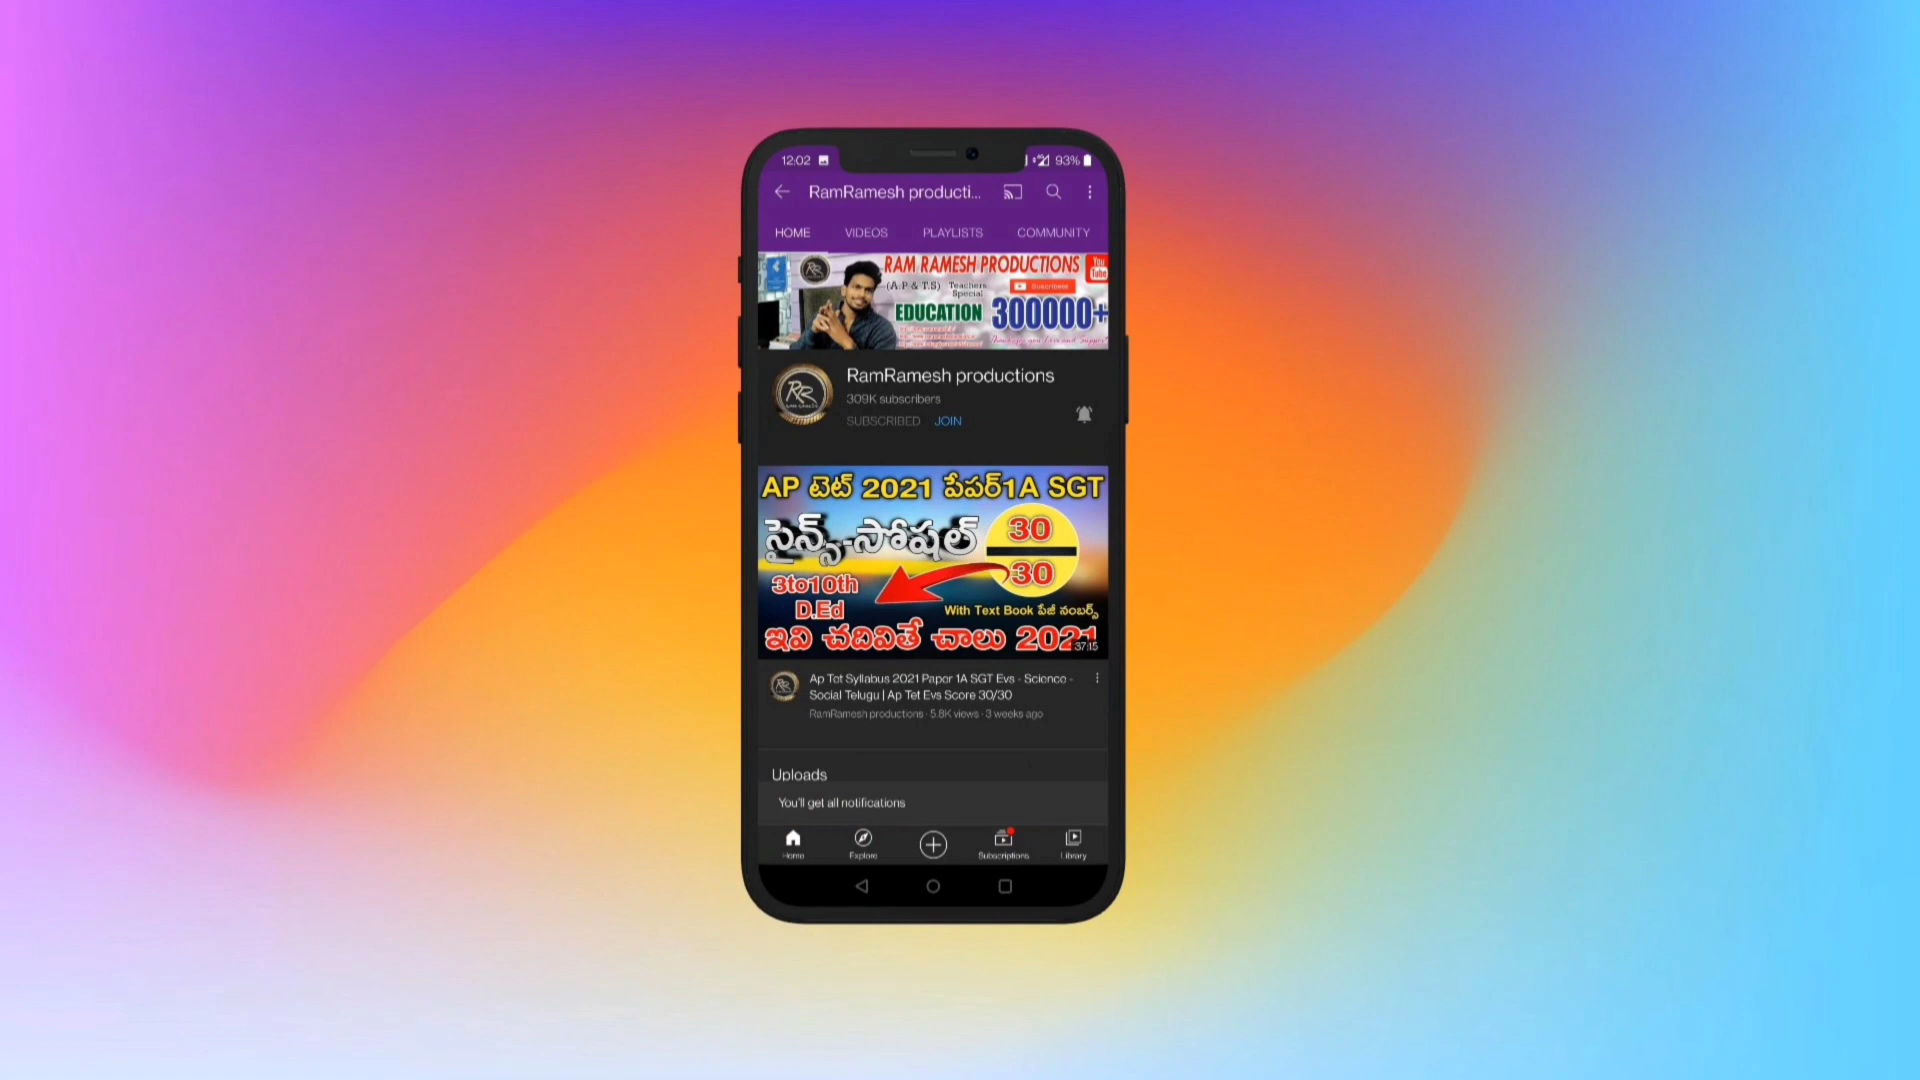 12:02
93%
RamRamesh producti...
HOME VIDEOS PLAYLISTS COMMUNITY
RAM RAMESH PRODUCTIONS
You Tube
(A.P & T.S) Teachers Special
EDUCATION
300000+
RamRamesh productions
309K subscribers
SUBSCRIBED JOIN
AP టెట్ 2021 పేపర్1A SGT
సైన్స్-సోషల్
30
30
3to10th
D.Ed
With Text Book పేజీ నంబర్స్
ఇవి చదివితే చాలు 2021
37:15
Ap Tet Syllabus 2021 Paper 1A SGT Evs - Science -
Social Telugu | Ap Tet Evs Score 30/30
RamRamesh productions · 5.8K views · 3 weeks ago
Uploads
You'll get all notifications
Home Explore Subscriptions Library